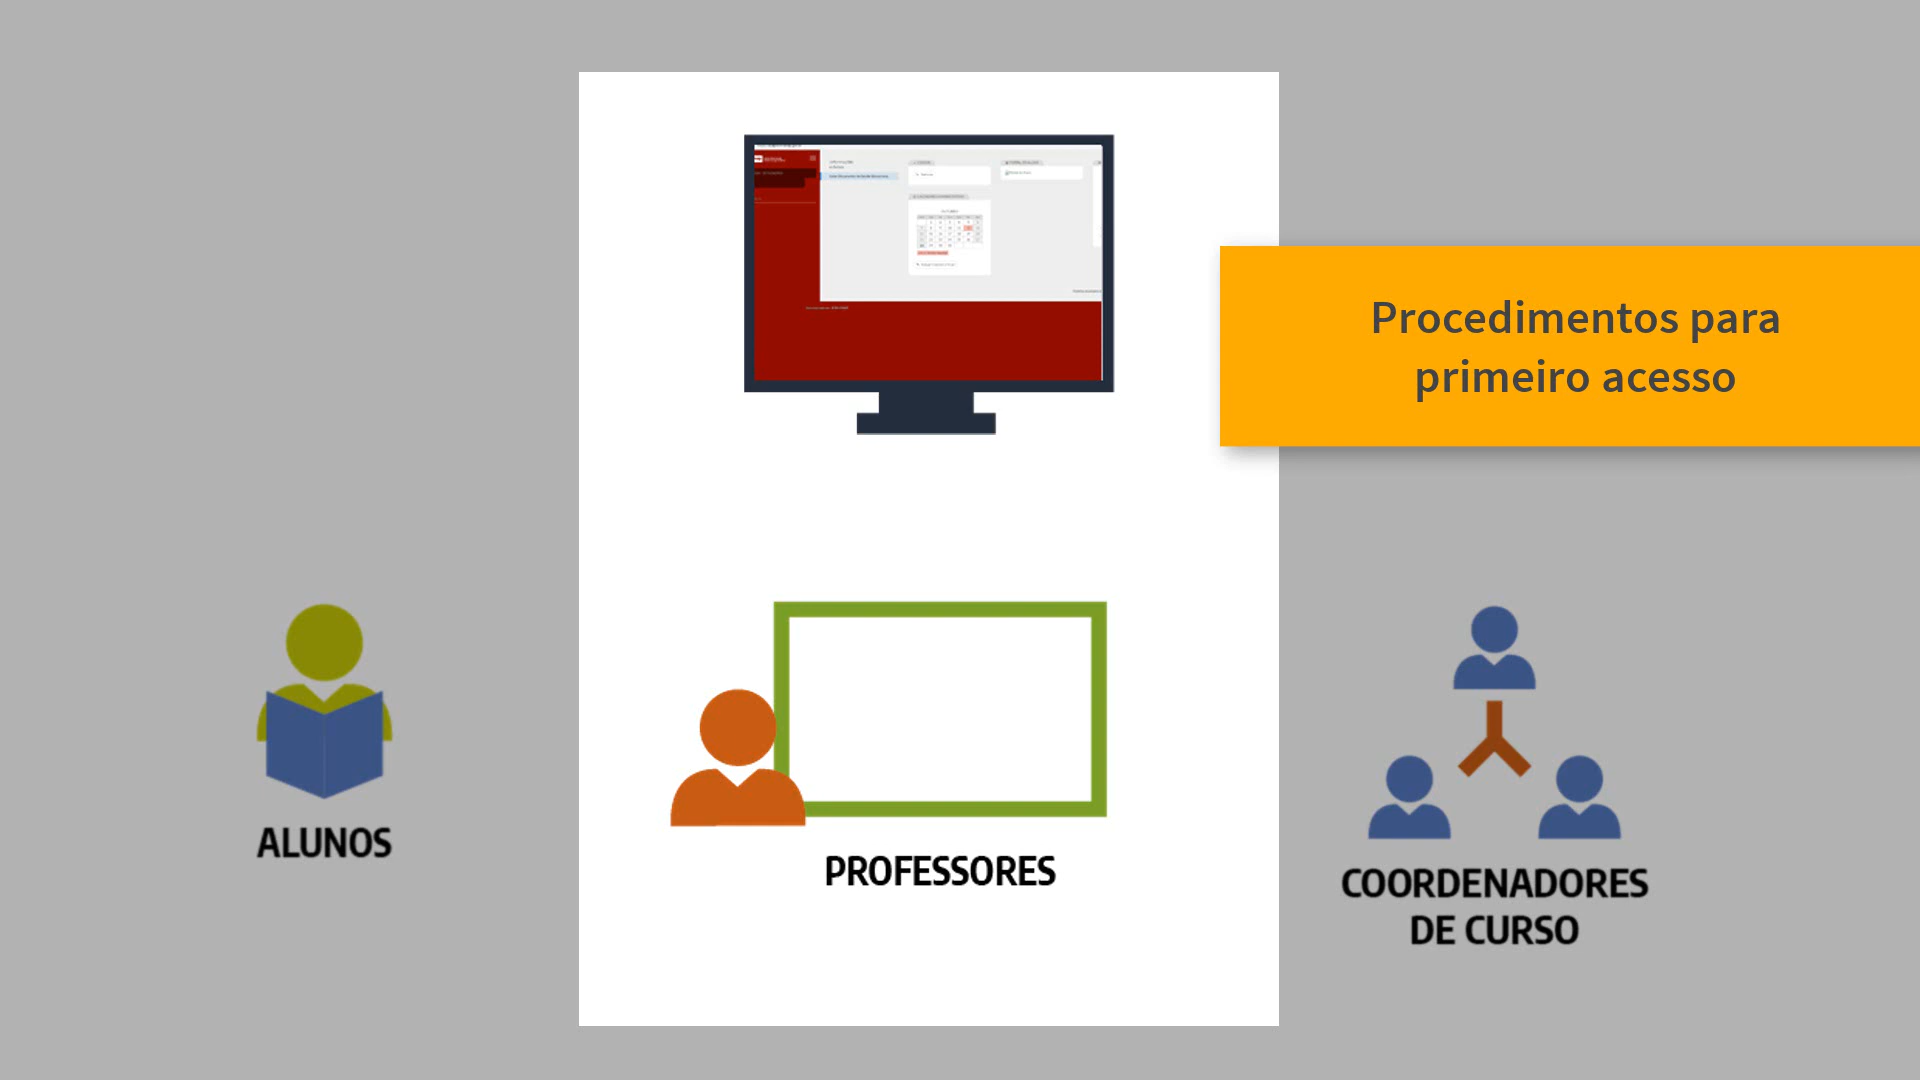 Procedimentos para
primeiro acesso
ALUNOS
PROFESSORES
COORDENADORES
DE CURSO